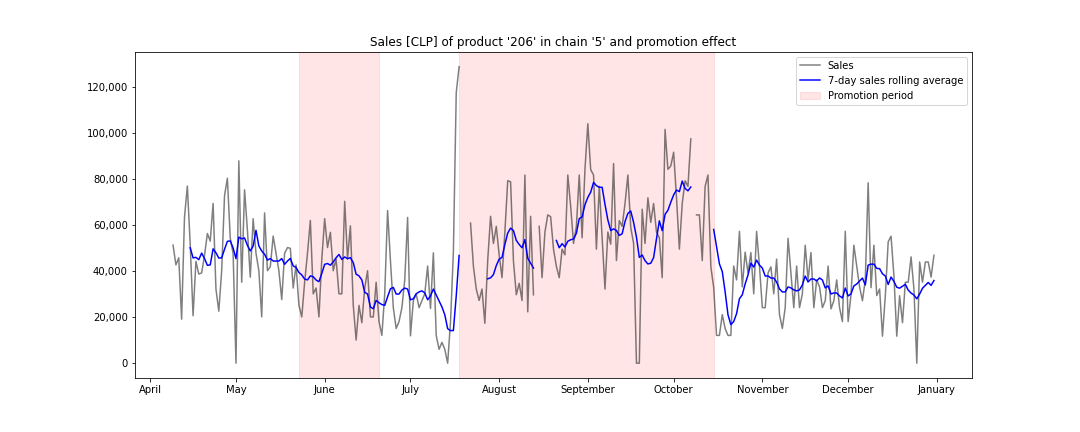 Sales [CLP] of product '206' in chain '5' and promotion effect
Sales
7-day sales rolling average
Promotion period
120,000
100,000
80,000
60,000
40,000
20,000
0
April May June July August September October November December January